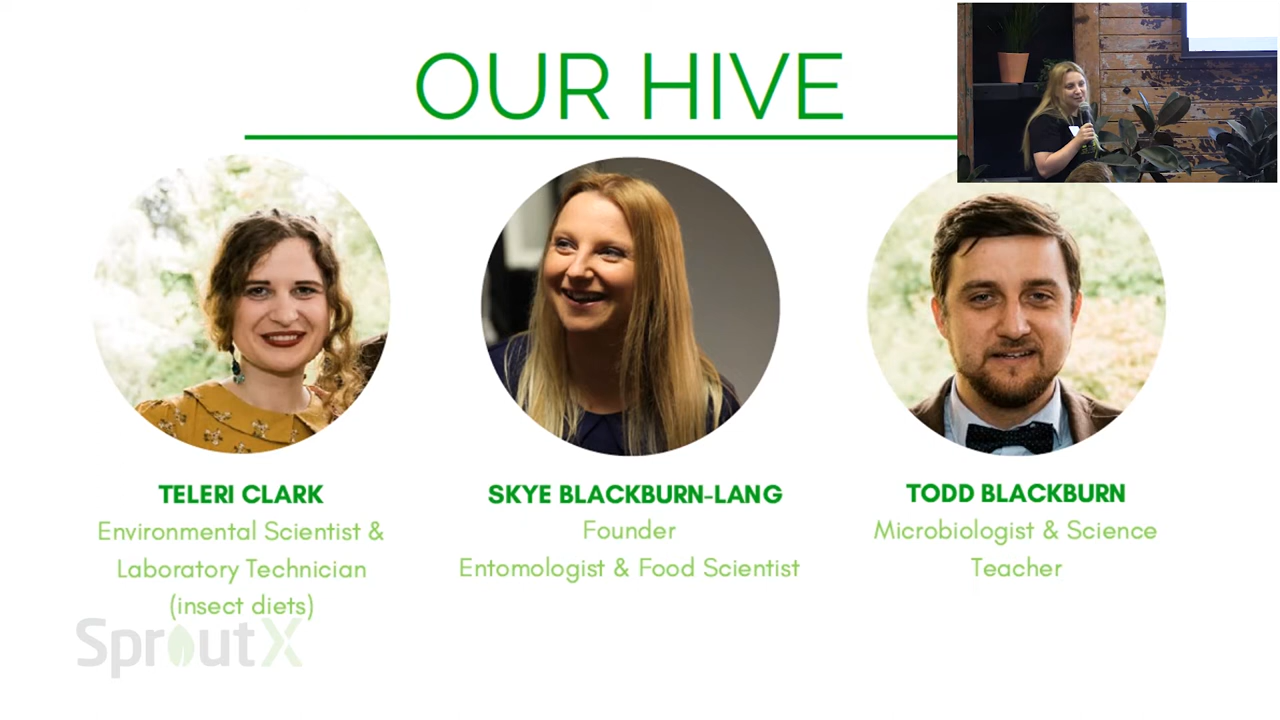 OUR HIVE
TELERI CLARK
Environmental Scientist &
Laboratory Technician
(insect diets)
SKYE BLACKBURN-LANG
Founder
Entomologist & Food Scientist
TODD BLACKBURN
Microbiologist & Science
Teacher
SproutX